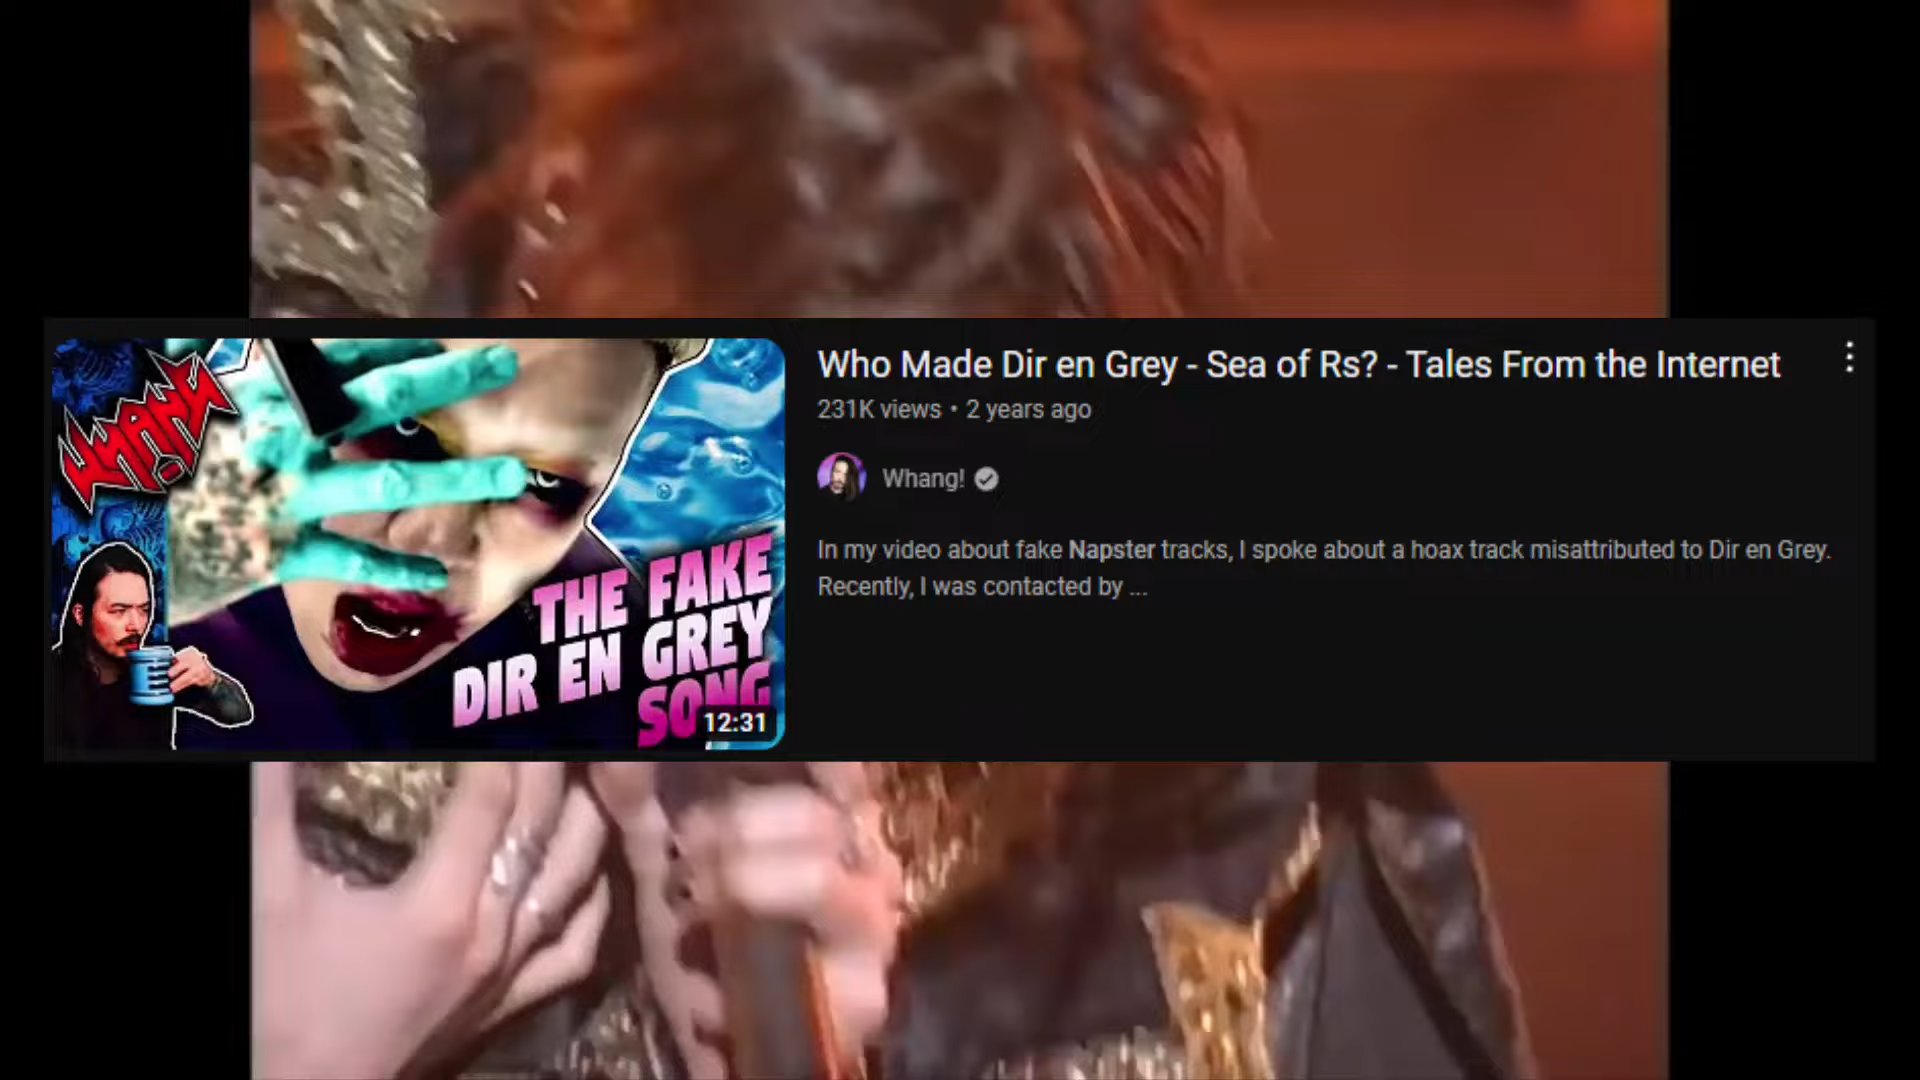 WHANG!
THE FAKE
DIR EN GREY
SONG
12:31
Who Made Dir en Grey - Sea of Rs? - Tales From the Internet
231K views • 2 years ago
Whang!
In my video about fake Napster tracks, I spoke about a hoax track misattributed to Dir en Grey.
Recently, I was contacted by ...